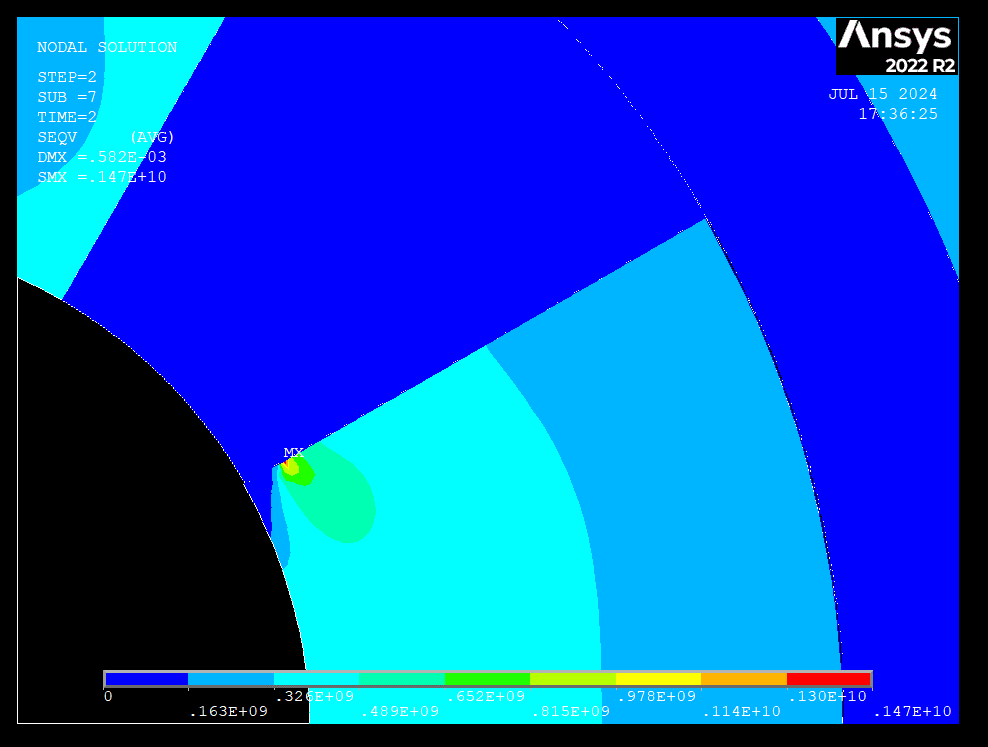 NODAL SOLUTION
STEP=2
SUB =7
TIME=2
SEQV (AVG)
DMX =.582E-03
SMX =.147E+10
Ansys
2022 R2
JUL 15 2024
17:36:25
MX
0 .326E+09 .652E+09 .978E+09 .130E+10
.163E+09 .489E+09 .815E+09 .114E+10 .147E+10